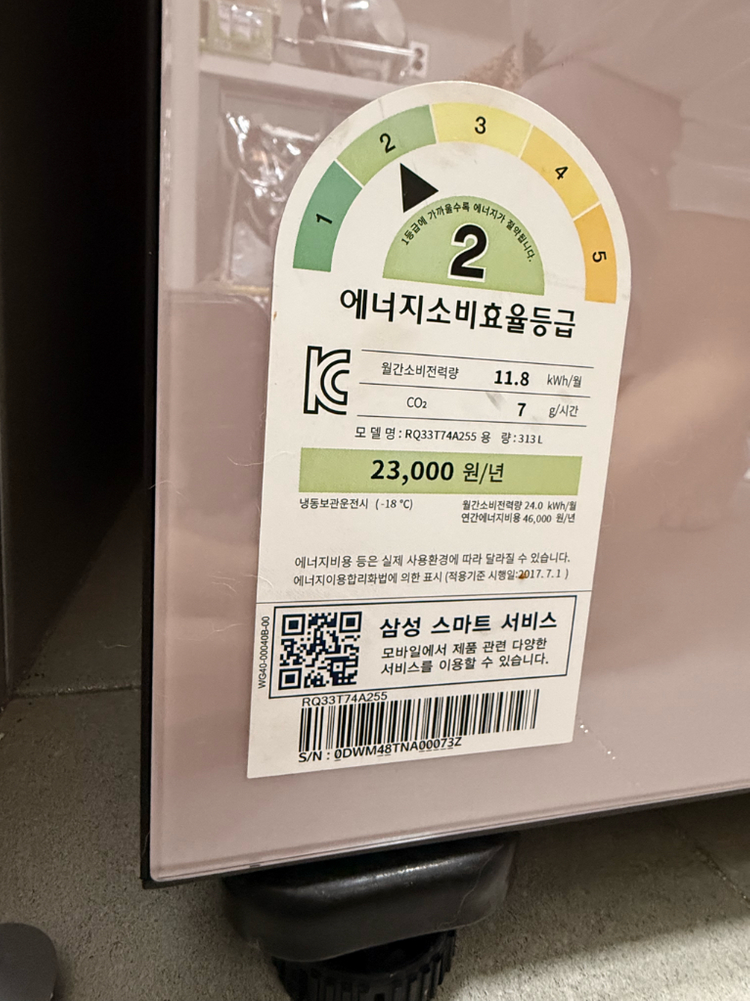 1 2 3 4 5
1등급에 가까울수록 에너지가 절약됩니다.
2
에너지소비효율등급
월간소비전력량 11.8 kWh/월
CO₂ 7 g/시간
모 델 명 : RQ33T74A255 용 량 : 313 L
23,000 원/년
냉동보관운전시 (-18 °C) 월간소비전력량 24.0 kWh/월
연간에너지비용 46,000 원/년
에너지비용 등은 실제 사용환경에 따라 달라질 수 있습니다.
에너지이용합리화법에 의한 표시 (적용기준 시행일:2017. 7. 1 )
WG40-00040B-00
삼성 스마트 서비스
모바일에서 제품 관련 다양한
서비스를 이용할 수 있습니다.
RQ33T74A255
S/N : 0DWM48TNA00073Z